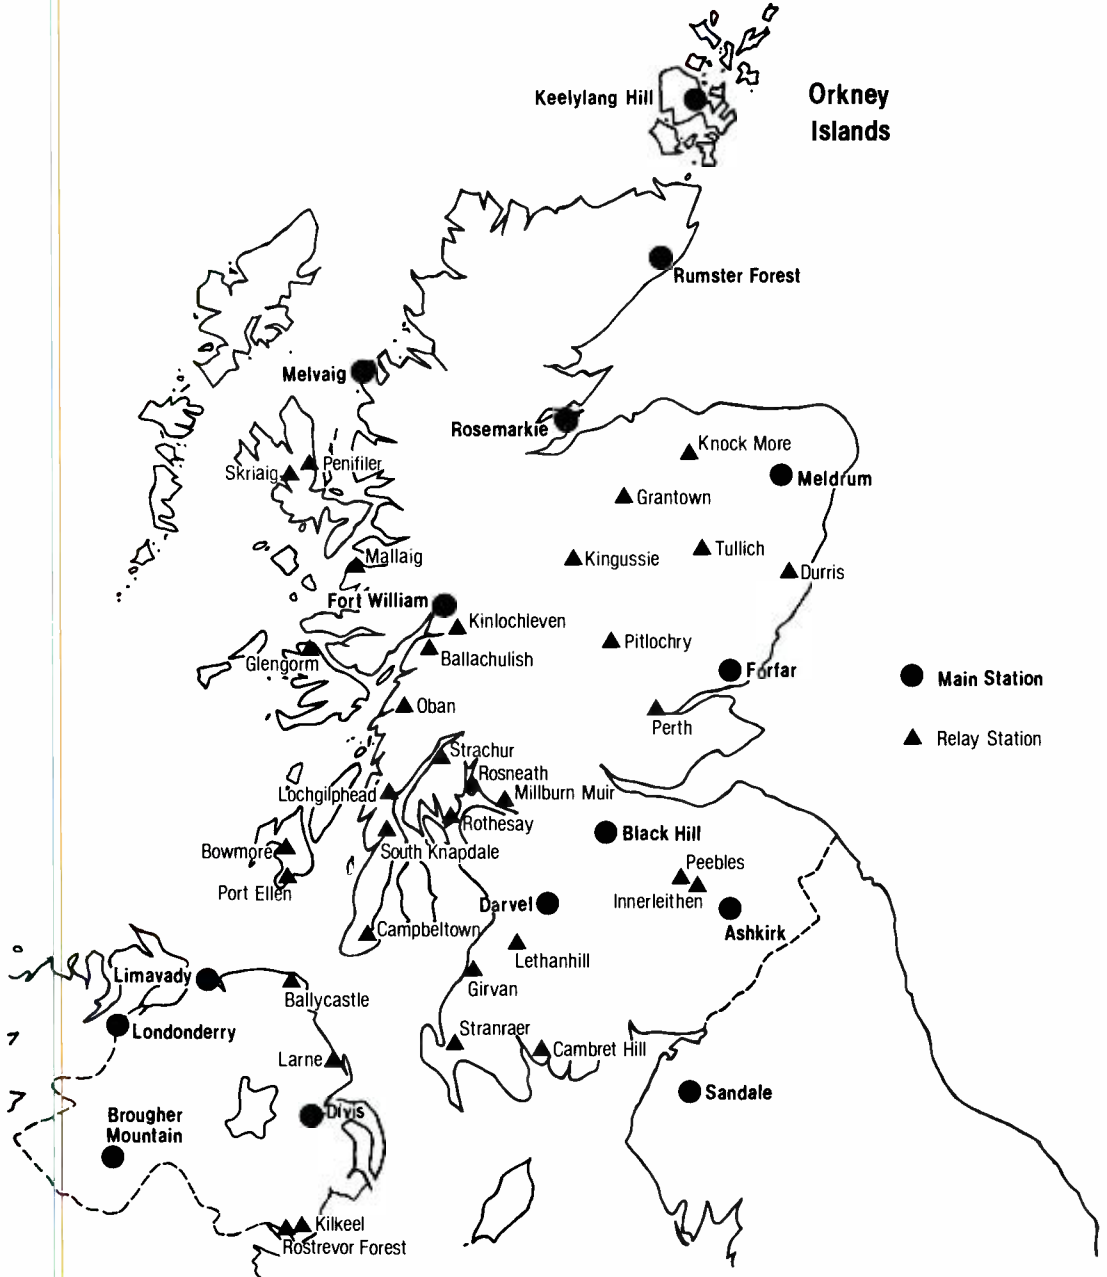 Keelylang Hill
Orkney
Islands
Rumster Forest
Melvaig
Rosemarkie
Knock More
Skriaig
Penifiler
Meldrum
Grantown
Tullich
Mallaig
Kingussie
Durris
Fort William
Kinlochleven
Pitlochry
Glengorm
Ballachulish
Forfar
Main Station
Oban
Perth
Relay Station
Strachur
Rosneath
Lochgilphead
Millburn Muir
Rothesay
Black Hill
Bowmore
South Knapdale
Peebles
Port Ellen
Innerleithen
Darvel
Campbeltown
Ashkirk
Lethanhill
Limavady
Girvan
Ballycastle
Londonderry
Stranraer
Larne
Cambret Hill
Sandale
Brougher
Mountain
Divis
Kilkeel
Rostrevor Forest